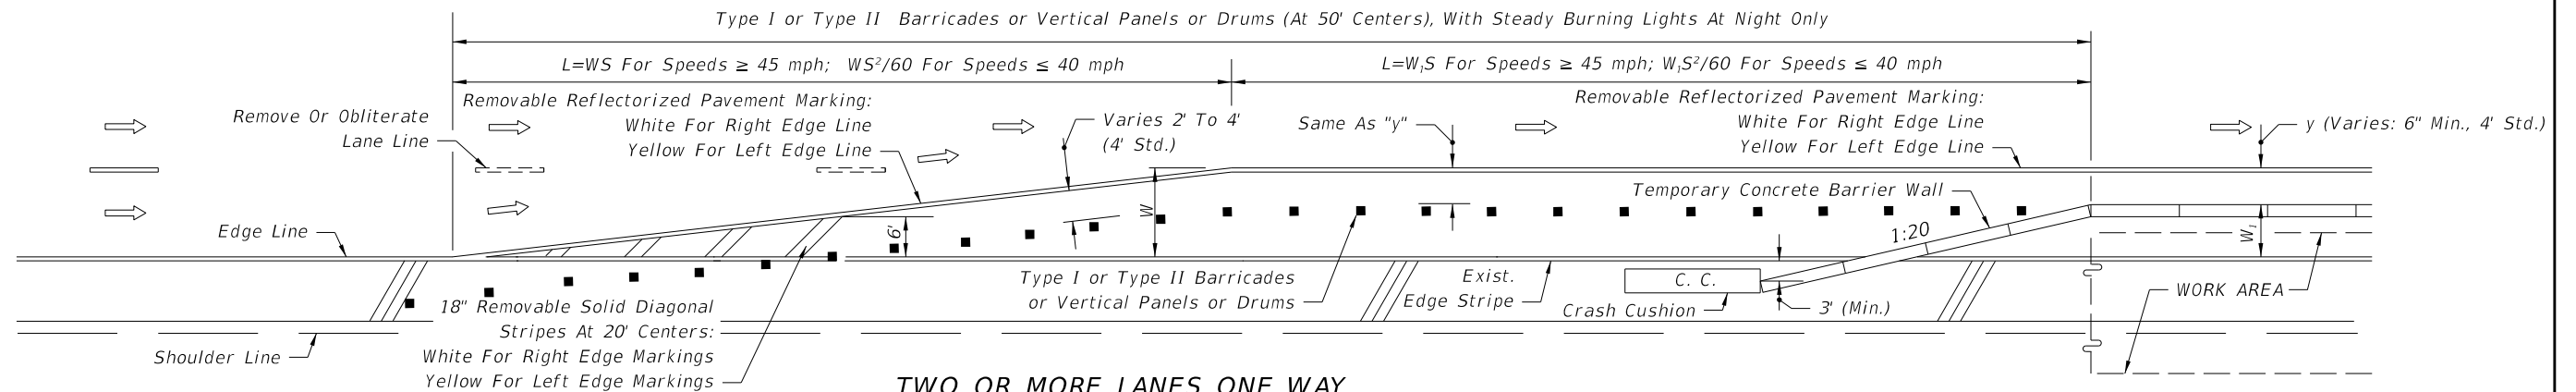 Type I or Type II Barricades or Vertical Panels or Drums (At 50' Centers), With Steady Burning Lights At Night Only
L=WS For Speeds ≥ 45 mph; WS²/60 For Speeds ≤ 40 mph
L=W₁S For Speeds ≥ 45 mph; W₁S²/60 For Speeds ≤ 40 mph
Remove Or Obliterate
Lane Line
Removable Reflectorized Pavement Marking:
White For Right Edge Line
Yellow For Left Edge Line
Varies 2' To 4'
(4' Std.)
Same As "y"
Removable Reflectorized Pavement Marking:
White For Right Edge Line
Yellow For Left Edge Line
y (Varies: 6" Min., 4' Std.)
Temporary Concrete Barrier Wall
Edge Line
6'
W
1:20
W₁
Type I or Type II Barricades
or Vertical Panels or Drums
Exist.
Edge Stripe
C. C.
Crash Cushion
3' (Min.)
WORK AREA
18" Removable Solid Diagonal
Stripes At 20' Centers:
White For Right Edge Markings
Yellow For Left Edge Markings
Shoulder Line
TWO OR MORE LANES ONE WAY